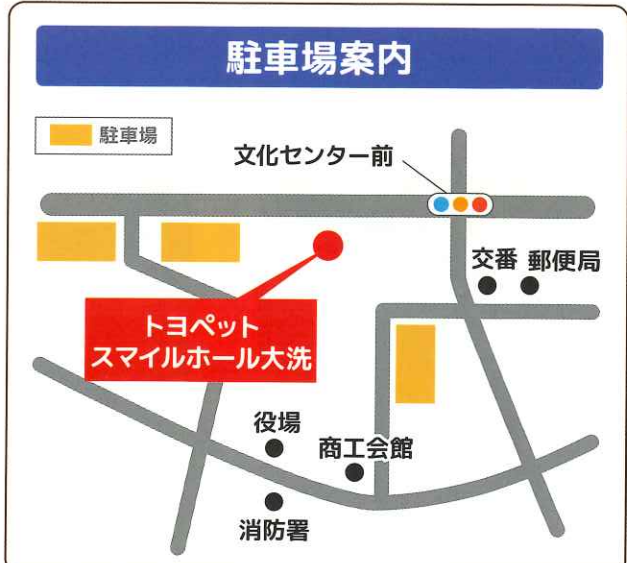 駐車場案内
駐車場
文化センター前
交番 郵便局
トヨペット
スマイルホール大洗
役場
商工会館
消防署